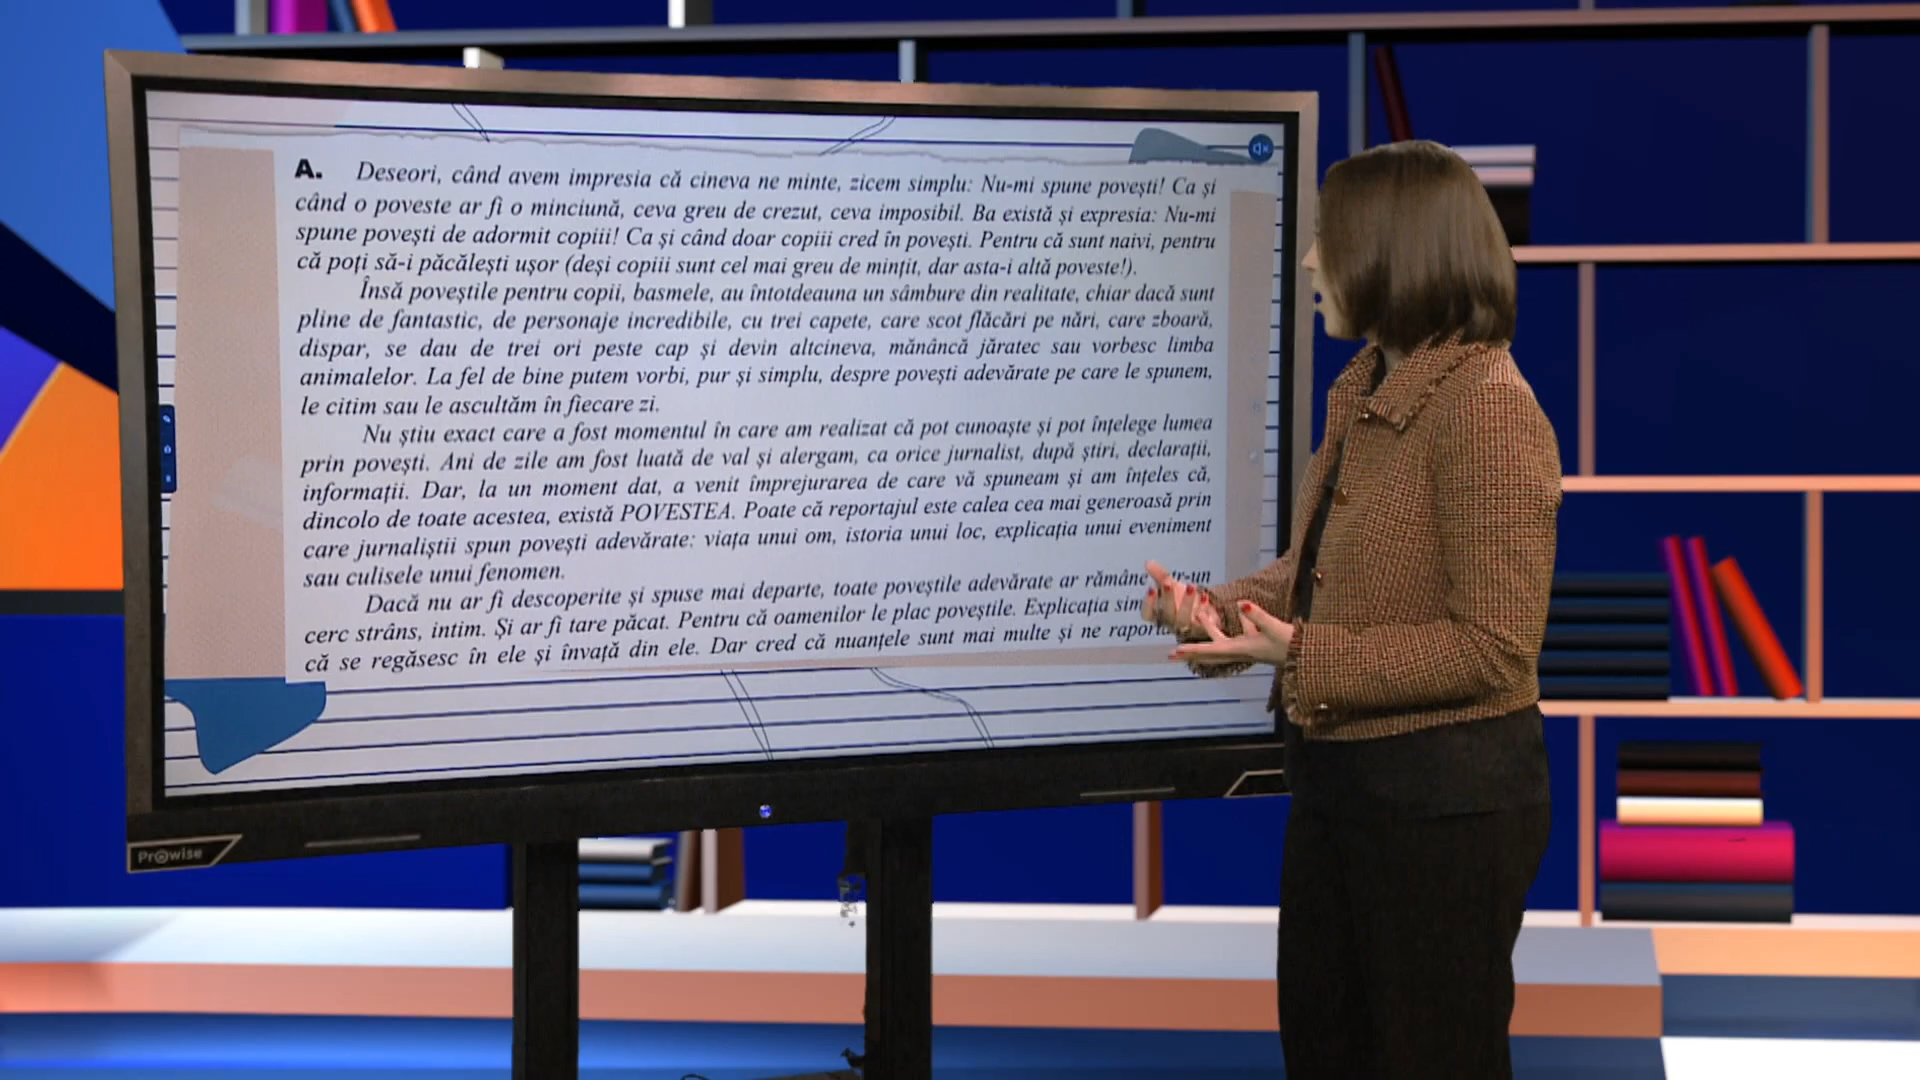 A. Deseori, când avem impresia că cineva ne minte, zicem simplu: Nu-mi spune povești! Ca și
când o poveste ar fi o minciună, ceva greu de crezut, ceva imposibil. Ba există și expresia: Nu-mi
spune povești de adormit copiii! Ca și când doar copiii cred în povești. Pentru că sunt naivi, pentru
că poți să-i păcălești ușor (deși copiii sunt cel mai greu de mințit, dar asta-i altă poveste!).
Însă poveștile pentru copii, basmele, au întotdeauna un sâmbure din realitate, chiar dacă sunt
pline de fantastic, de personaje incredibile, cu trei capete, care scot flăcări pe nări, care zboară,
dispar, se dau de trei ori peste cap și devin altcineva, mănâncă jăratec sau vorbesc limba
animalelor. La fel de bine putem vorbi, pur și simplu, despre povești adevărate pe care le spunem,
le citim sau le ascultăm în fiecare zi.
Nu știu exact care a fost momentul în care am realizat că pot cunoaște și pot înțelege lumea
prin povești. Ani de zile am fost luată de val și alergam, ca orice jurnalist, după știri, declarații,
informații. Dar, la un moment dat, a venit împrejurarea de care vă spuneam și am înțeles că,
dincolo de toate acestea, există POVESTEA. Poate că reportajul este calea cea mai generoasă prin
care jurnaliștii spun povești adevărate: viața unui om, istoria unui loc, explicația unui eveniment
sau culisele unui fenomen.
Dacă nu ar fi descoperite și spuse mai departe, toate poveștile adevărate ar rămâne
cerc strâns, intim. Și ar fi tare păcat. Pentru că oamenilor le plac poveștile. Explicația
că se regăsesc în ele și învață din ele. Dar cred că nuanțele sunt mai multe și ne
Prowise